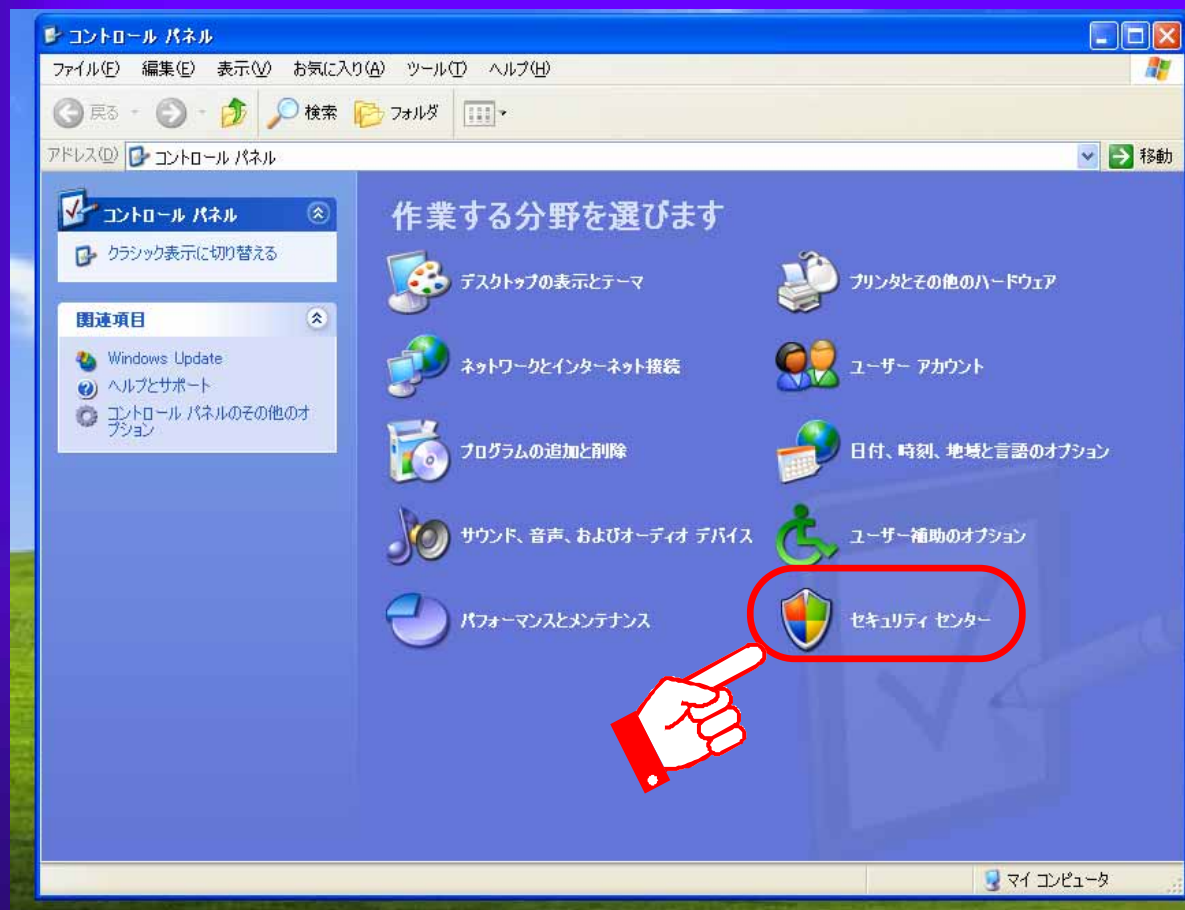 コントロール パネル
ファイル(F) 編集(E) 表示(V) お気に入り(A) ツール(T) ヘルプ(H)
戻る 検索 フォルダ
アドレス(D) コントロール パネル 移動
コントロール パネル
クラシック表示に切り替える
関連項目
Windows Update
ヘルプとサポート
コントロール パネルのその他のオ
プション
作業する分野を選びます
デスクトップの表示とテーマ
プリンタとその他のハードウェア
ネットワークとインターネット接続
ユーザー アカウント
プログラムの追加と削除
日付、時刻、地域と言語のオプション
サウンド、音声、およびオーディオ デバイス
ユーザー補助のオプション
パフォーマンスとメンテナンス
セキュリティ センター
マイ コンピュータ